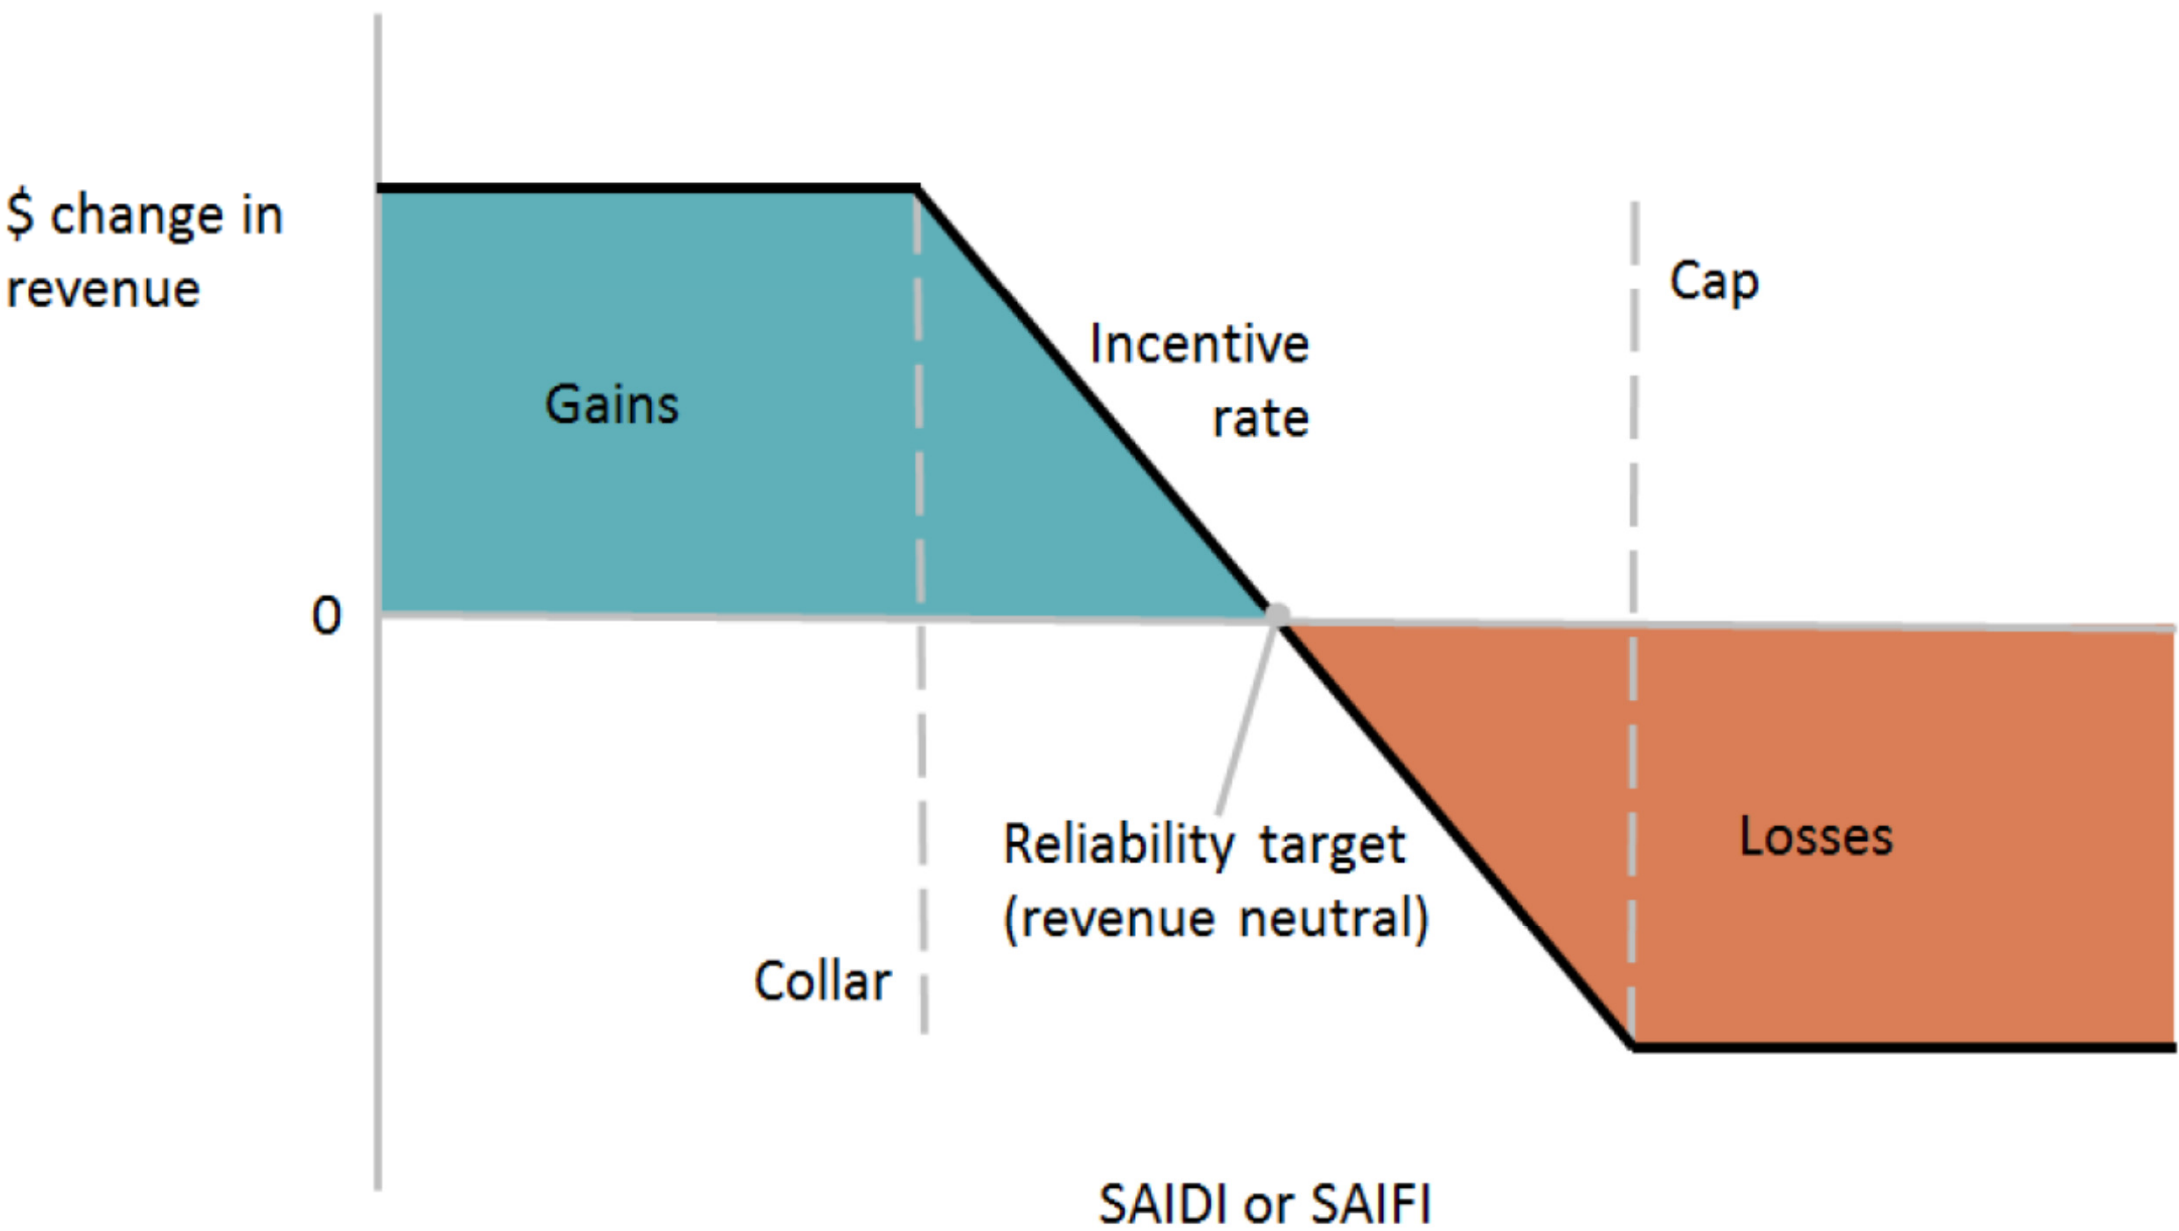 $ change in
revenue
Cap
Incentive
rate
Gains
0
Reliability target
(revenue neutral)
Losses
Collar
SAIDI or SAIFI